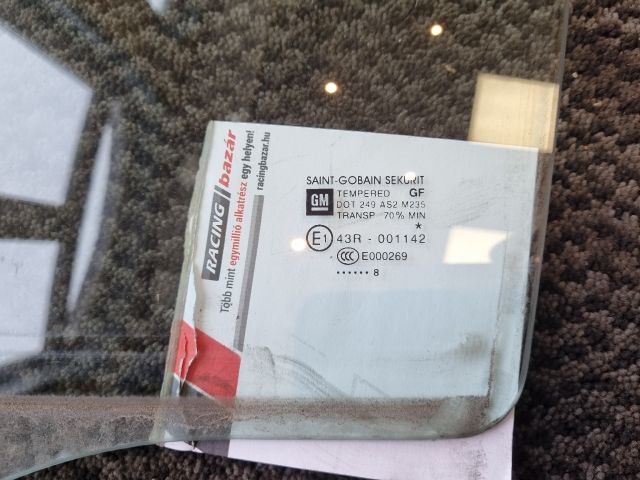 RACING bazár
Több mint egymillió alkatrész egy helyen!
racingbazar.hu
SAINT-GOBAIN SEKURIT
GM TEMPERED GF
DOT 249 AS2 M235
TRANSP 70% MIN
*
E1 43R - 001142
CCC E000269
...... 8